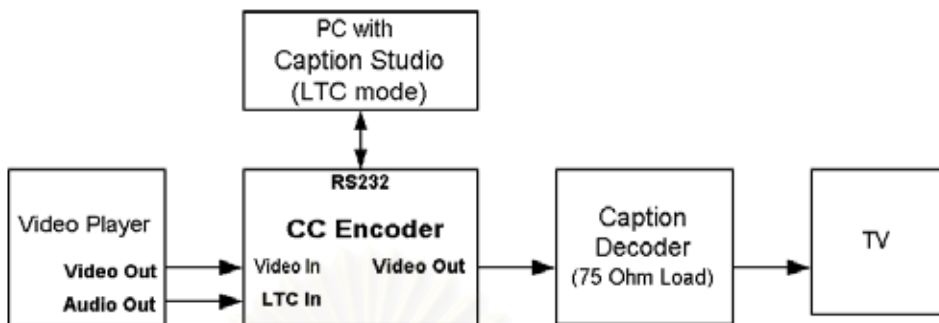 PC with
Caption Studio
(LTC mode)
Video Player
Video Out
Audio Out
RS232
CC Encoder
Video In Video Out
LTC In
Caption
Decoder
(75 Ohm Load)
TV